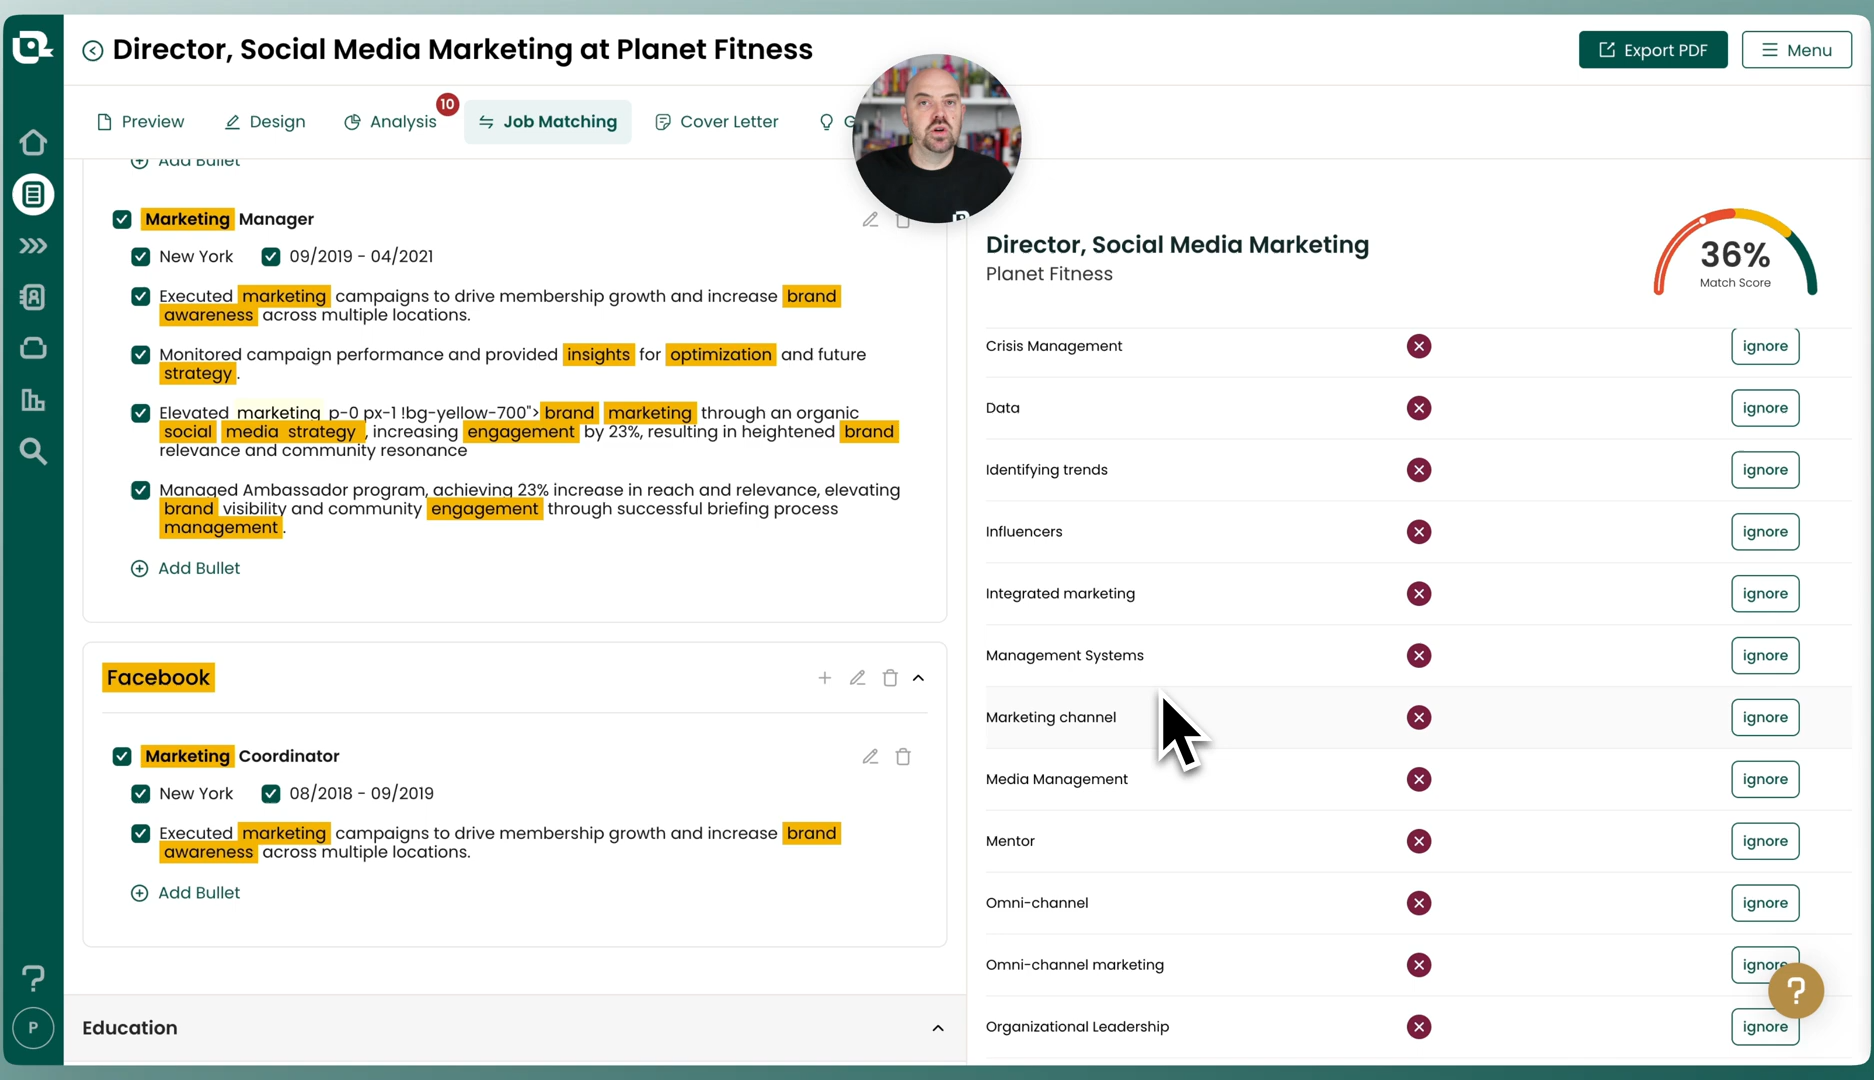 Director, Social Media Marketing at Planet Fitness
Export PDF
Menu
Preview
Design
Analysis
10
Job Matching
Cover Letter
G
Add Bullet
Marketing Manager
New York
09/2019 - 04/2021
Executed marketing campaigns to drive membership growth and increase brand
awareness across multiple locations.
Monitored campaign performance and provided insights for optimization and future
strategy.
Elevated marketing p-0 px-1 !bg-yellow-700"> brand marketing through an organic
social media strategy, increasing engagement by 23%, resulting in heightened brand
relevance and community resonance
Managed Ambassador program, achieving 23% increase in reach and relevance, elevating
brand visibility and community engagement through successful briefing process
management.
Add Bullet
Facebook
Marketing Coordinator
New York
08/2018 - 09/2019
Executed marketing campaigns to drive membership growth and increase brand
awareness across multiple locations.
Add Bullet
Education
?
P
Director, Social Media Marketing
Planet Fitness
36%
Match Score
Crisis Management
ignore
Data
ignore
Identifying trends
ignore
Influencers
ignore
Integrated marketing
ignore
Management Systems
ignore
Marketing channel
ignore
Media Management
ignore
Mentor
ignore
Omni-channel
ignore
Omni-channel marketing
ignore
Organizational Leadership
ignore
?